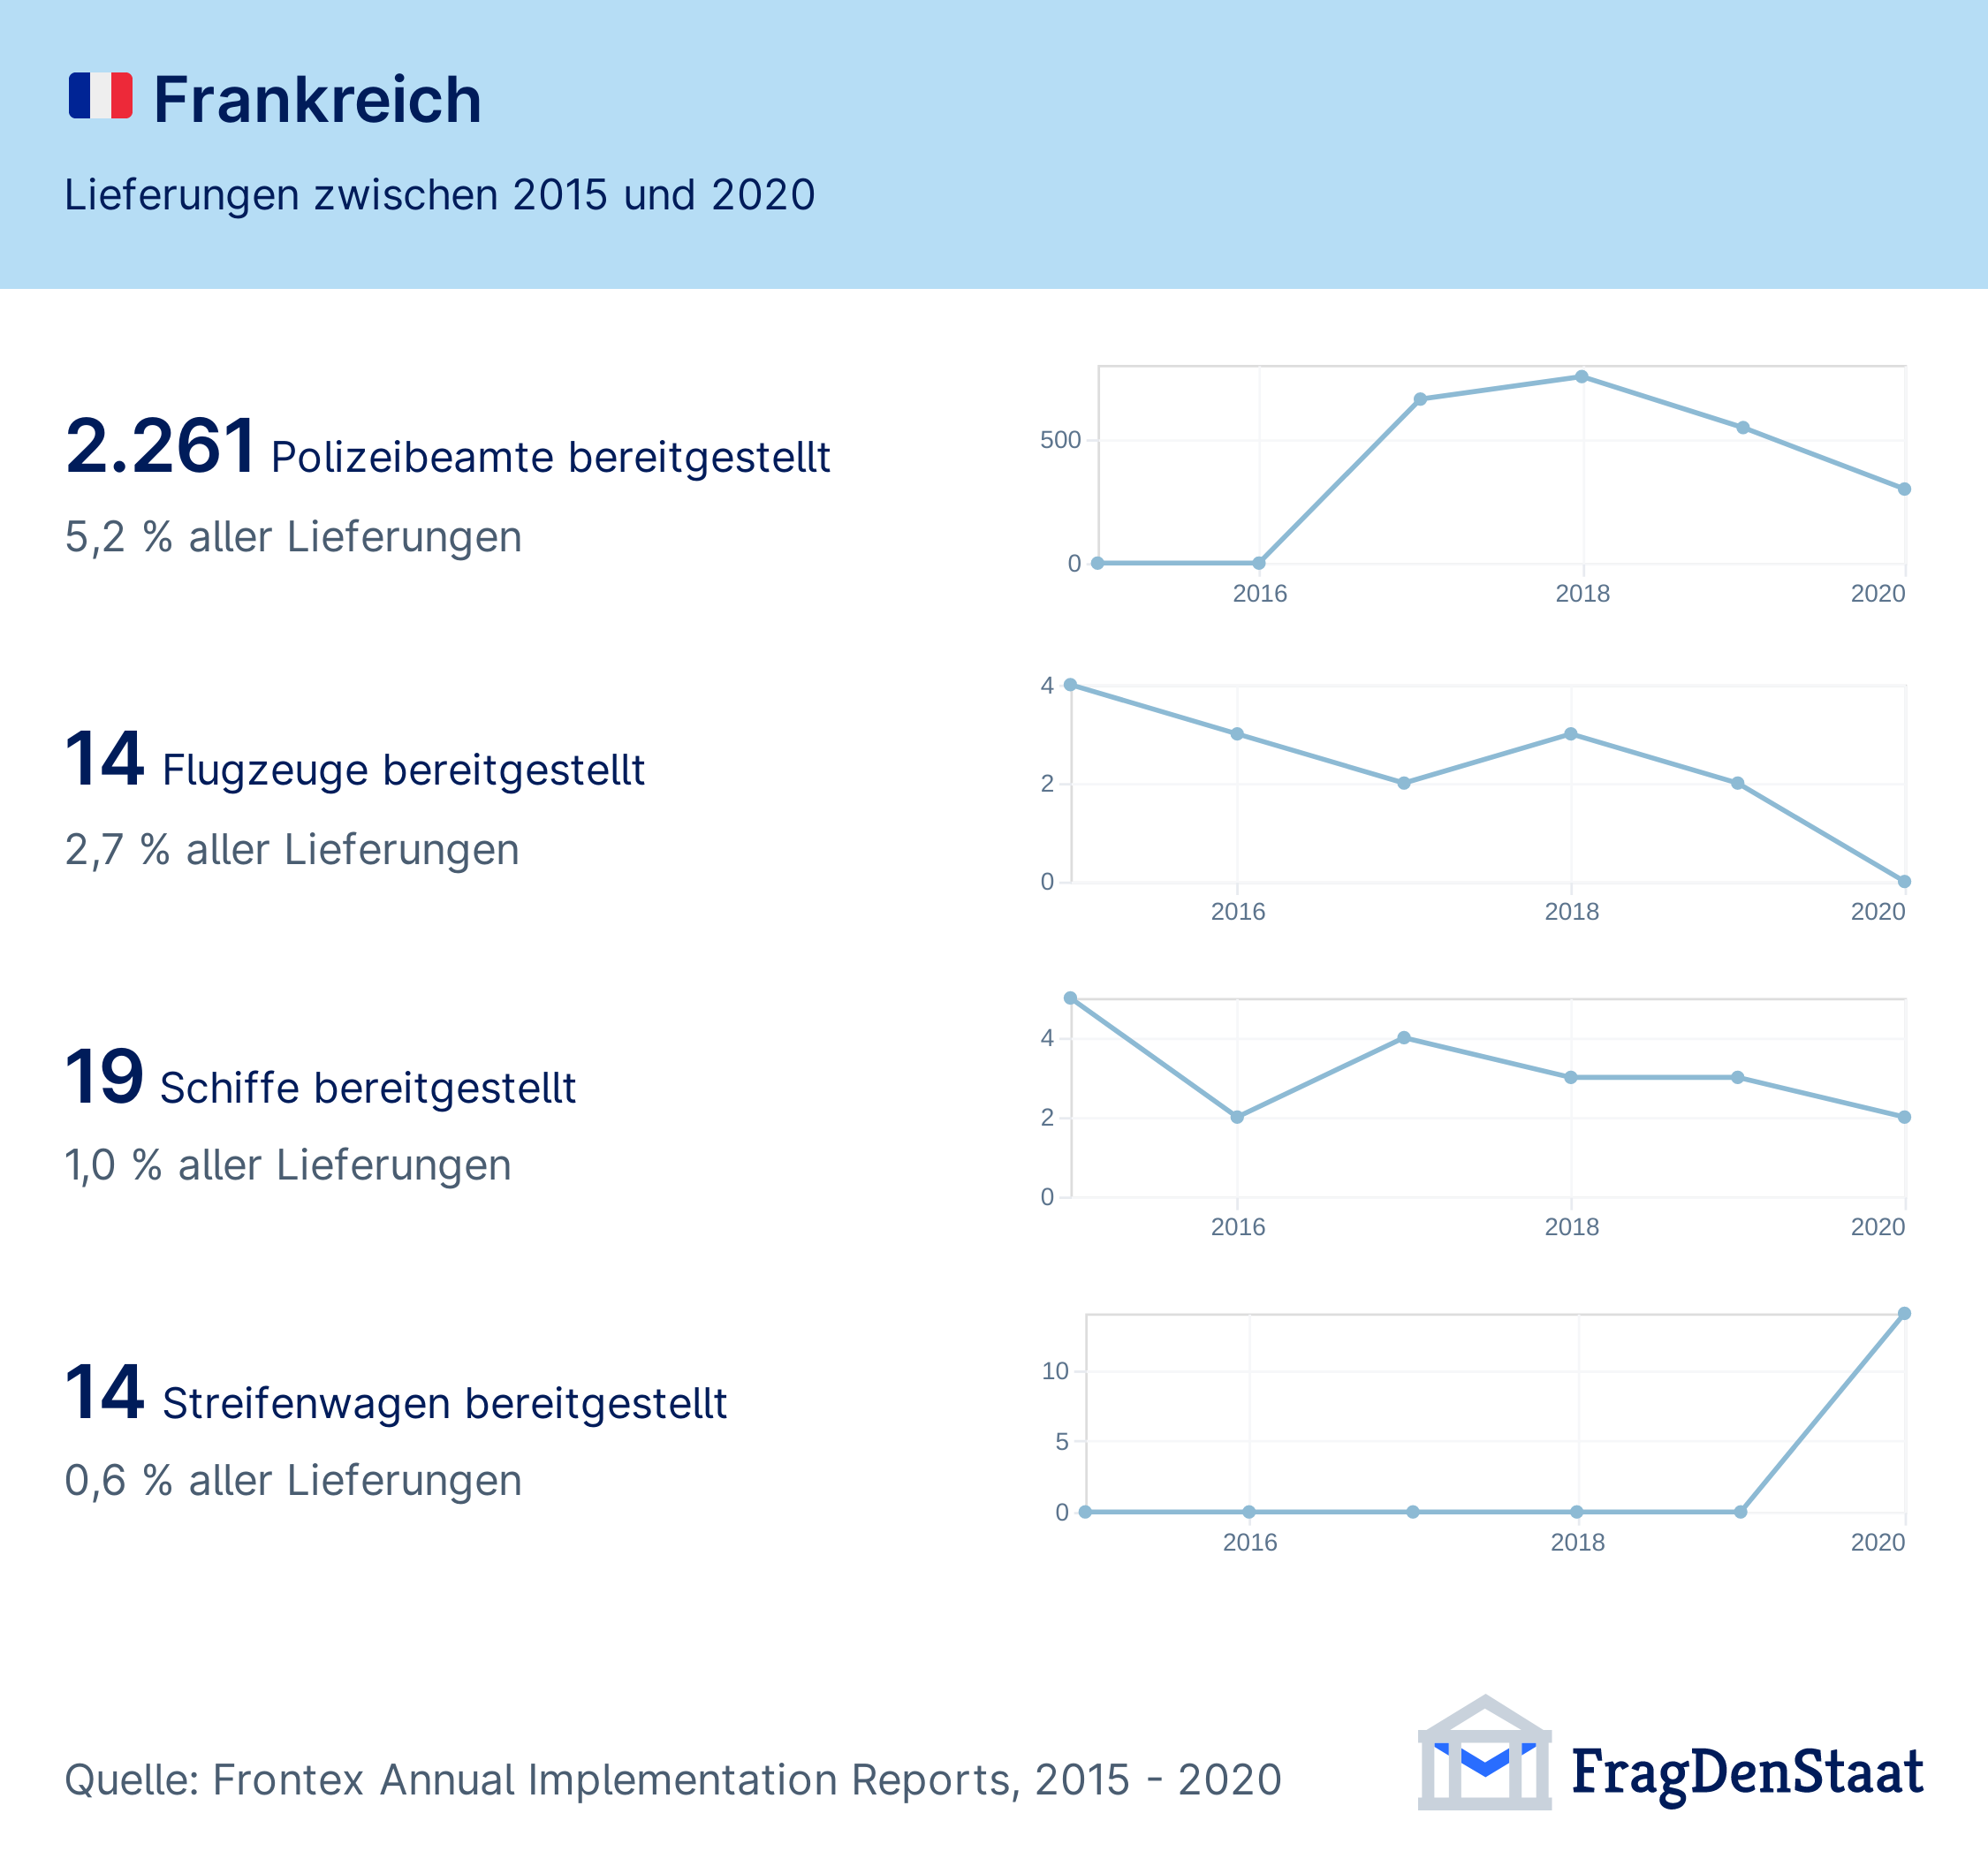 Frankreich
Lieferungen zwischen 2015 und 2020
2.261 Polizeibeamte bereitgestellt
5,2 % aller Lieferungen
500
0
2016 2018 2020
14 Flugzeuge bereitgestellt
2,7 % aller Lieferungen
4
2
0
2016 2018 2020
19 Schiffe bereitgestellt
1,0 % aller Lieferungen
4
2
0
2016 2018 2020
14 Streifenwagen bereitgestellt
0,6 % aller Lieferungen
10
5
0
2016 2018 2020
Quelle: Frontex Annual Implementation Reports, 2015 - 2020
FragDenStaat